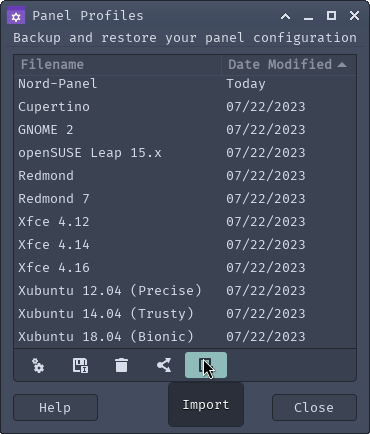 Panel Profiles
Backup and restore your panel configuration
Filename Date Modified
Nord-Panel Today
Cupertino 07/22/2023
GNOME 2 07/22/2023
openSUSE Leap 15.x 07/22/2023
Redmond 07/22/2023
Redmond 7 07/22/2023
Xfce 4.12 07/22/2023
Xfce 4.14 07/22/2023
Xfce 4.16 07/22/2023
Xubuntu 12.04 (Precise) 07/22/2023
Xubuntu 14.04 (Trusty) 07/22/2023
Xubuntu 18.04 (Bionic) 07/22/2023
Help Import Close